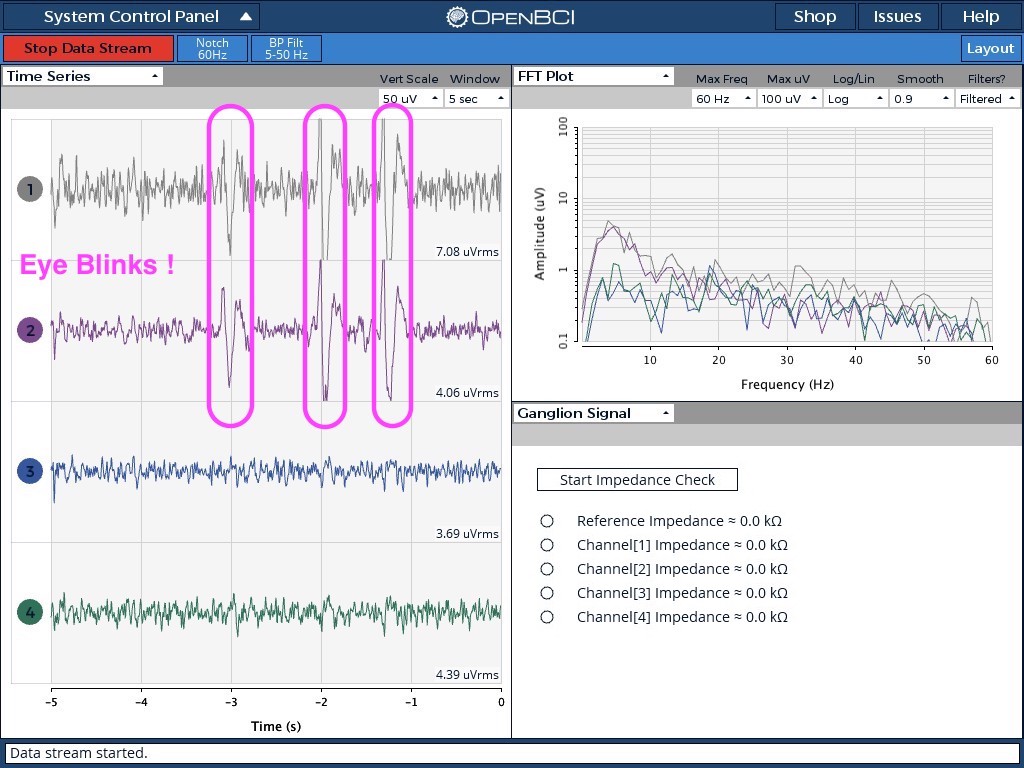 System Control Panel
OpenBCI
Shop
Issues
Help
Stop Data Stream
Notch
60Hz
BP Filt
5-50 Hz
Layout
Time Series
Vert Scale
Window
50 uV
5 sec
1
7.08 uVrms
Eye Blinks !
2
4.06 uVrms
3
3.69 uVrms
4
4.39 uVrms
-5 -4 -3 -2 -1 0
Time (s)
FFT Plot
Max Freq
Max uV
Log/Lin
Smooth
Filters?
60 Hz
100 uV
Log
0.9
Filtered
Amplitude (uV)
100
10
1
0.1
10 20 30 40 50 60
Frequency (Hz)
Ganglion Signal
Start Impedance Check
Reference Impedance ≈ 0.0 kΩ
Channel[1] Impedance ≈ 0.0 kΩ
Channel[2] Impedance ≈ 0.0 kΩ
Channel[3] Impedance ≈ 0.0 kΩ
Channel[4] Impedance ≈ 0.0 kΩ
Data stream started.